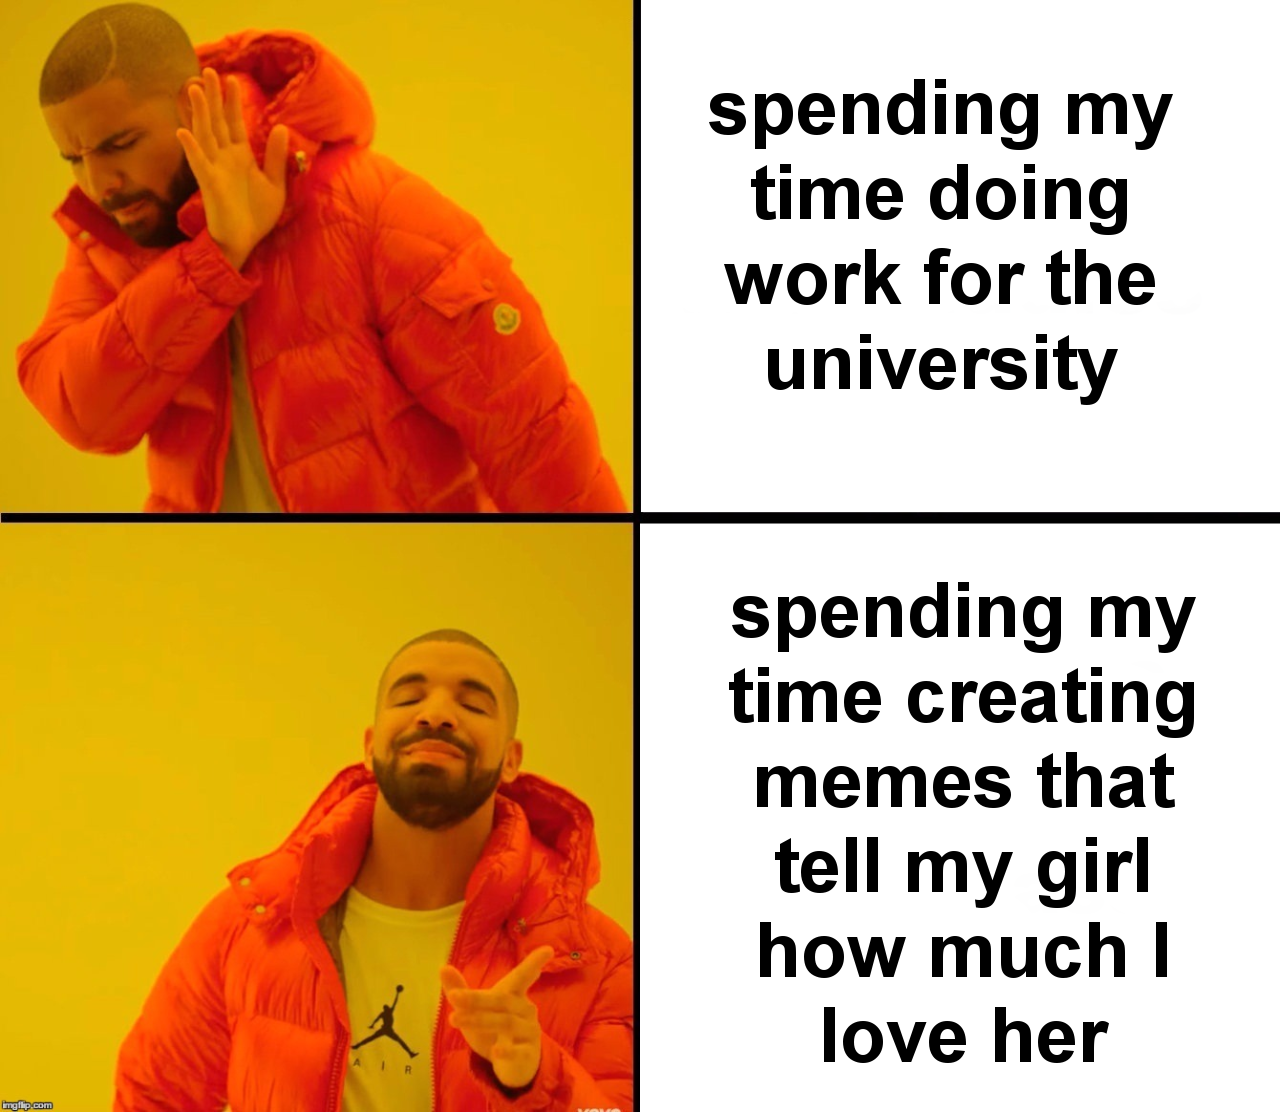 spending my
time doing
work for the
university
spending my
time creating
memes that
tell my girl
how much I
love her
A I R
imgflip.com
vevo